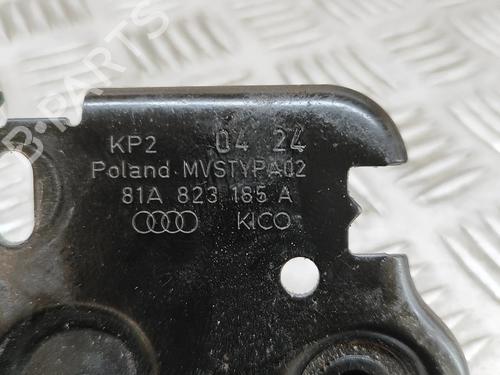 KP2 04 24
Poland MVSTYPA02
81A 823 185 A
KICO
B-PARTS